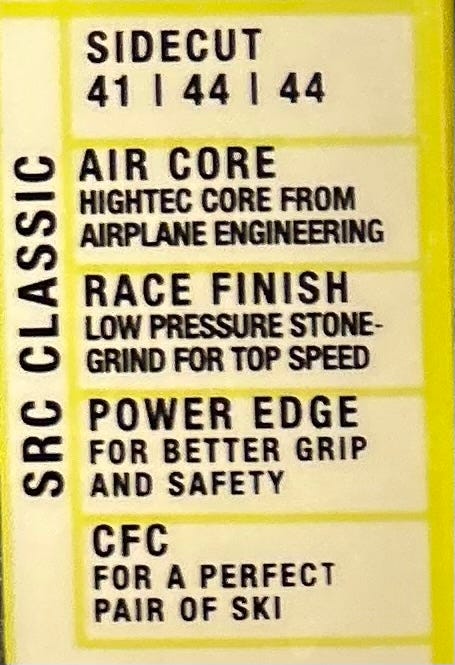 SRC CLASSIC
SIDECUT
41 | 44 | 44
AIR CORE
HIGHTEC CORE FROM
AIRPLANE ENGINEERING
RACE FINISH
LOW PRESSURE STONE-
GRIND FOR TOP SPEED
POWER EDGE
FOR BETTER GRIP
AND SAFETY
CFC
FOR A PERFECT
PAIR OF SKI